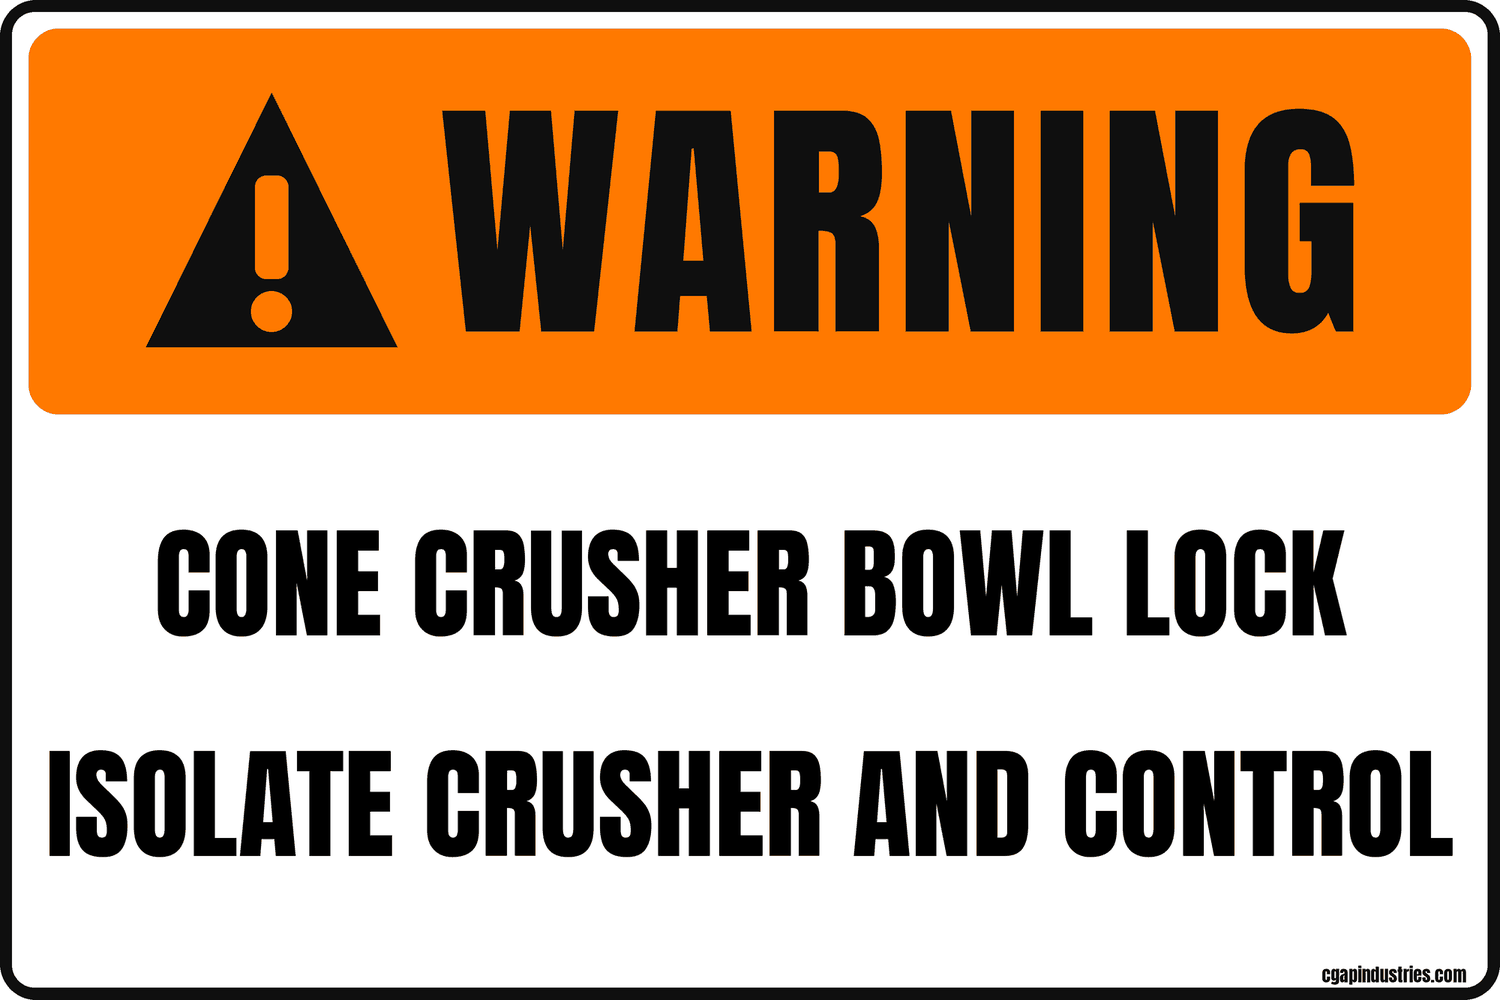 WARNING
CONE CRUSHER BOWL LOCK
ISOLATE CRUSHER AND CONTROL
cgapindustries.com